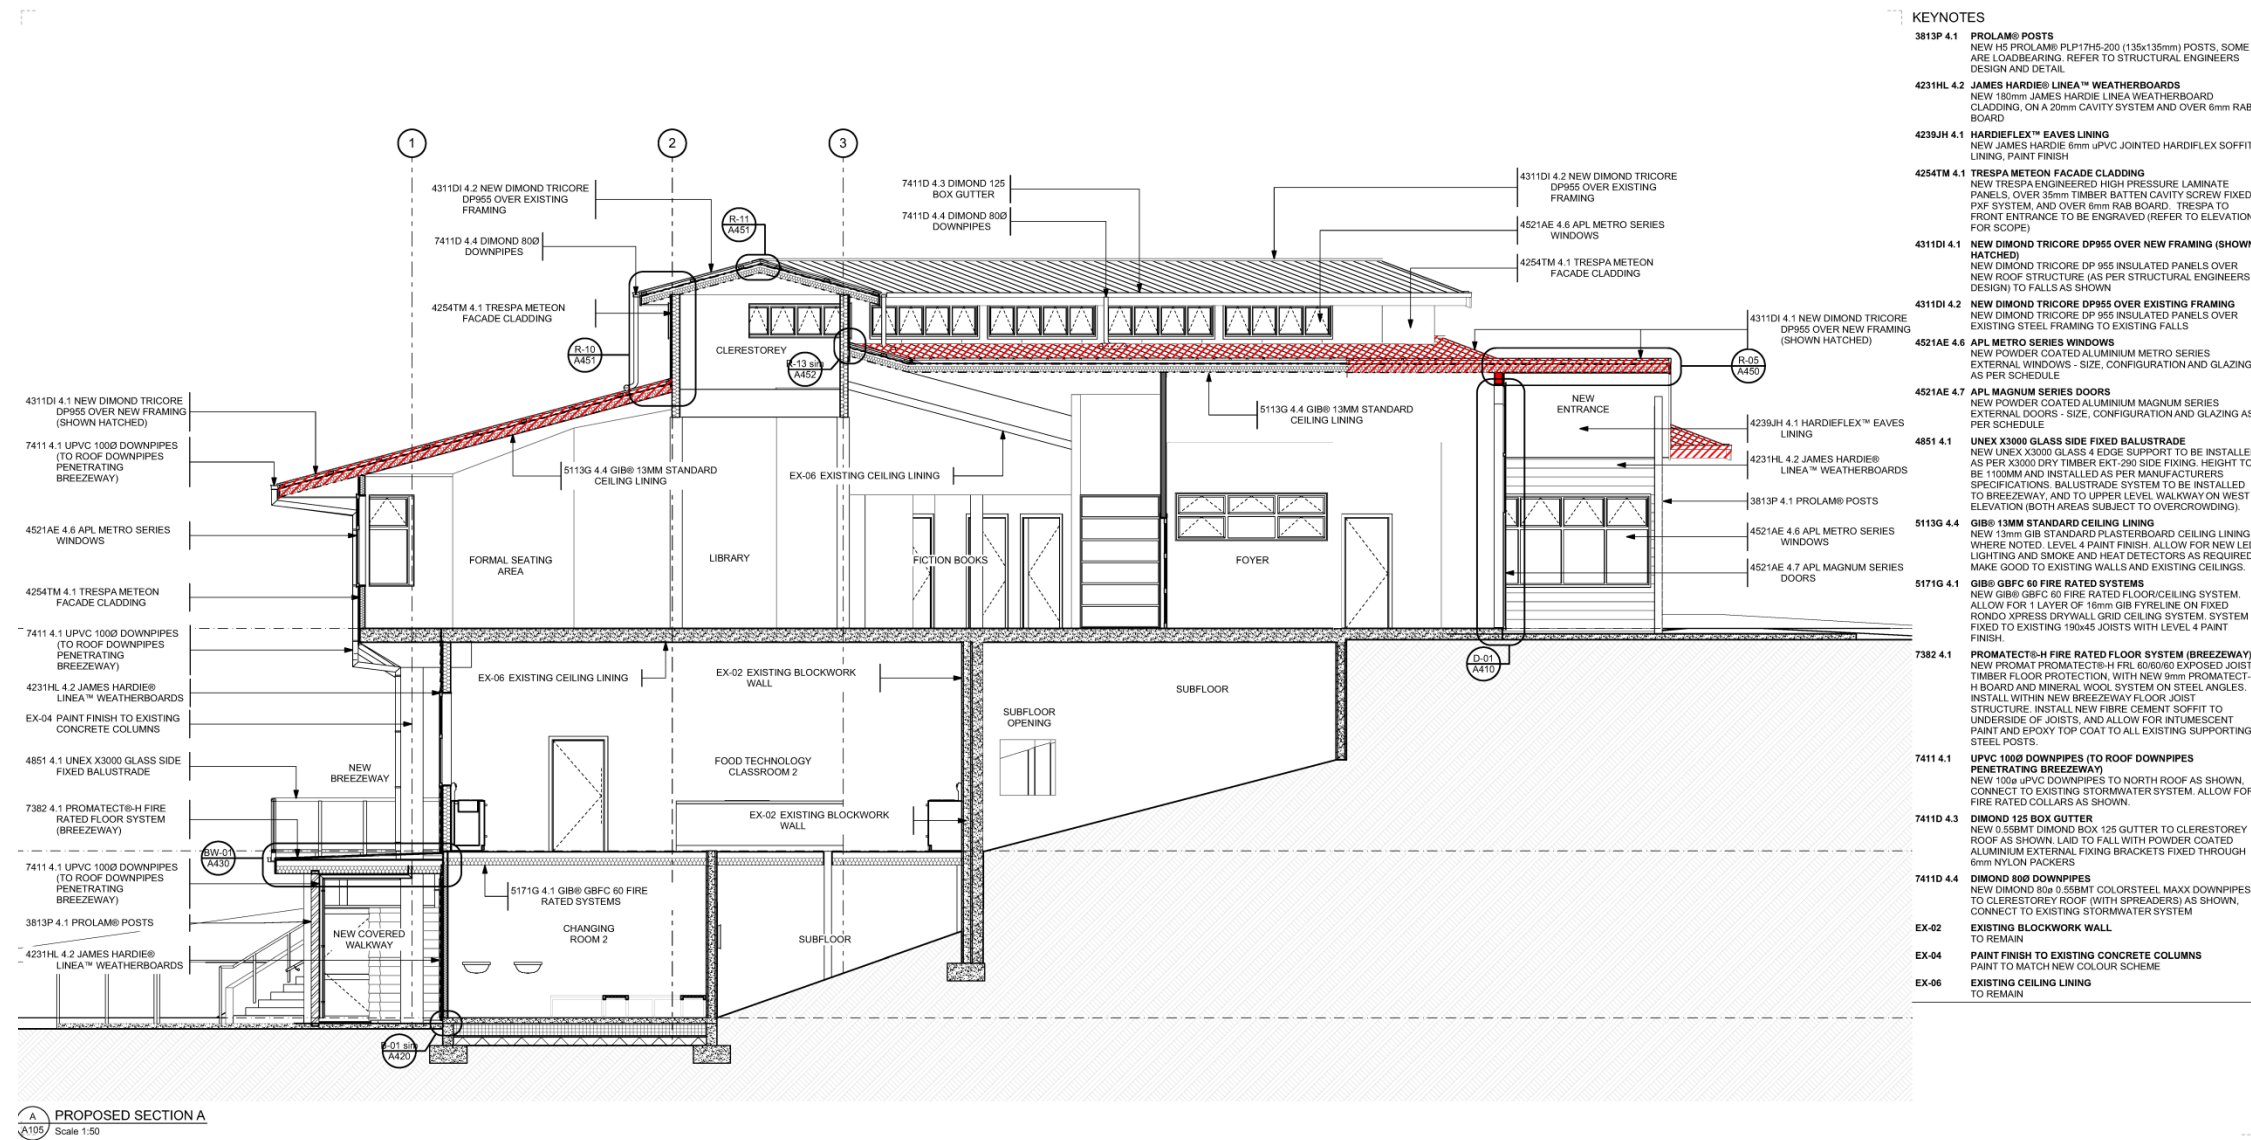 1
2
3
4311DI 4.2 NEW DIMOND TRICORE
DP955 OVER EXISTING
FRAMING
7411D 4.4 DIMOND 80Ø
DOWNPIPES
4254TM 4.1 TRESPA METEON
FACADE CLADDING
R-11
A451
R-10
A451
7411D 4.3 DIMOND 125
BOX GUTTER
7411D 4.4 DIMOND 80Ø
DOWNPIPES
4311DI 4.2 NEW DIMOND TRICORE
DP955 OVER EXISTING
FRAMING
4521AE 4.6 APL METRO SERIES
WINDOWS
4254TM 4.1 TRESPA METEON
FACADE CLADDING
4311DI 4.1 NEW DIMOND TRICORE
DP955 OVER NEW FRAMING
(SHOWN HATCHED)
R-05
A450
CLERESTOREY
R-13 sim
A452
4311DI 4.1 NEW DIMOND TRICORE
DP955 OVER NEW FRAMING
(SHOWN HATCHED)
7411 4.1 UPVC 100Ø DOWNPIPES
(TO ROOF DOWNPIPES
PENETRATING
BREEZEWAY)
4521AE 4.6 APL METRO SERIES
WINDOWS
4254TM 4.1 TRESPA METEON
FACADE CLADDING
7411 4.1 UPVC 100Ø DOWNPIPES
(TO ROOF DOWNPIPES
PENETRATING
BREEZEWAY)
4231HL 4.2 JAMES HARDIE®
LINEA™ WEATHERBOARDS
EX-04 PAINT FINISH TO EXISTING
CONCRETE COLUMNS
4851 4.1 UNEX X3000 GLASS SIDE
FIXED BALUSTRADE
7382 4.1 PROMATECT®-H FIRE
RATED FLOOR SYSTEM
(BREEZEWAY)
BW-01
A430
7411 4.1 UPVC 100Ø DOWNPIPES
(TO ROOF DOWNPIPES
PENETRATING
BREEZEWAY)
3813P 4.1 PROLAM® POSTS
4231HL 4.2 JAMES HARDIE®
LINEA™ WEATHERBOARDS
5113G 4.4 GIB® 13MM STANDARD
CEILING LINING
EX-06 EXISTING CEILING LINING
5113G 4.4 GIB® 13MM STANDARD
CEILING LINING
NEW
ENTRANCE
4239JH 4.1 HARDIEFLEX™ EAVES
LINING
4231HL 4.2 JAMES HARDIE®
LINEA™ WEATHERBOARDS
3813P 4.1 PROLAM® POSTS
4521AE 4.6 APL METRO SERIES
WINDOWS
4521AE 4.7 APL MAGNUM SERIES
DOORS
FORMAL SEATING
AREA
LIBRARY
FICTION BOOKS
FOYER
D-01
A410
EX-06 EXISTING CEILING LINING
EX-02 EXISTING BLOCKWORK
WALL
SUBFLOOR
SUBFLOOR
OPENING
NEW
BREEZEWAY
FOOD TECHNOLOGY
CLASSROOM 2
EX-02 EXISTING BLOCKWORK
WALL
5171G 4.1 GIB® GBFC 60 FIRE
RATED SYSTEMS
CHANGING
ROOM 2
SUBFLOOR
NEW COVERED
WALKWAY
A420
A
A105
PROPOSED SECTION A
Scale 1:50
KEYNOTES
3813P 4.1 PROLAM® POSTS
NEW H5 PROLAM® PLP17H5-200 (135x135mm) POSTS, SOME
ARE LOADBEARING. REFER TO STRUCTURAL ENGINEERS
DESIGN AND DETAIL
4231HL 4.2 JAMES HARDIE® LINEA™ WEATHERBOARDS
NEW 180mm JAMES HARDIE LINEA WEATHERBOARD
CLADDING, ON A 20mm CAVITY SYSTEM AND OVER 6mm RAB
BOARD
4239JH 4.1 HARDIEFLEX™ EAVES LINING
NEW JAMES HARDIE 6mm uPVC JOINTED HARDIFLEX SOFFIT
LINING, PAINT FINISH
4254TM 4.1 TRESPA METEON FACADE CLADDING
NEW TRESPA ENGINEERED HIGH PRESSURE LAMINATE
PANELS, OVER 35mm TIMBER BATTEN CAVITY SCREW FIXED
PXF SYSTEM, AND OVER 6mm RAB BOARD. TRESPA TO
FRONT ENTRANCE TO BE ENGRAVED (REFER TO ELEVATION
FOR SCOPE)
4311DI 4.1 NEW DIMOND TRICORE DP955 OVER NEW FRAMING (SHOWN
HATCHED)
NEW DIMOND TRICORE DP 955 INSULATED PANELS OVER
NEW ROOF STRUCTURE (AS PER STRUCTURAL ENGINEERS
DESIGN) TO FALLS AS SHOWN
4311DI 4.2 NEW DIMOND TRICORE DP955 OVER EXISTING FRAMING
NEW DIMOND TRICORE DP 955 INSULATED PANELS OVER
EXISTING STEEL FRAMING TO EXISTING FALLS
4521AE 4.6 APL METRO SERIES WINDOWS
NEW POWDER COATED ALUMINIUM METRO SERIES
EXTERNAL WINDOWS - SIZE, CONFIGURATION AND GLAZING
AS PER SCHEDULE
4521AE 4.7 APL MAGNUM SERIES DOORS
NEW POWDER COATED ALUMINIUM MAGNUM SERIES
EXTERNAL DOORS - SIZE, CONFIGURATION AND GLAZING AS
PER SCHEDULE
4851 4.1 UNEX X3000 GLASS SIDE FIXED BALUSTRADE
NEW UNEX X3000 GLASS 4 EDGE SUPPORT TO BE INSTALLED
AS PER X3000 DRY TIMBER EKT-290 SIDE FIXING. HEIGHT TO
BE 1100MM AND INSTALLED AS PER MANUFACTURERS
SPECIFICATIONS. BALUSTRADE SYSTEM TO BE INSTALLED
TO BREEZEWAY, AND TO UPPER LEVEL WALKWAY ON WEST
ELEVATION (BOTH AREAS SUBJECT TO OVERCROWDING).
5113G 4.4 GIB® 13MM STANDARD CEILING LINING
NEW 13mm GIB STANDARD PLASTERBOARD CEILING LINING
WHERE NOTED. LEVEL 4 PAINT FINISH. ALLOW FOR NEW LED
LIGHTING AND SMOKE AND HEAT DETECTORS AS REQUIRED.
MAKE GOOD TO EXISTING WALLS AND EXISTING CEILINGS.
5171G 4.1 GIB® GBFC 60 FIRE RATED SYSTEMS
NEW GIB® GBFC 60 FIRE RATED FLOOR/CEILING SYSTEM.
ALLOW FOR 1 LAYER OF 16mm GIB FYRELINE ON FIXED
RONDO XPRESS DRYWALL GRID CEILING SYSTEM. SYSTEM
FIXED TO EXISTING 190x45 JOISTS WITH LEVEL 4 PAINT
FINISH.
7382 4.1 PROMATECT®-H FIRE RATED FLOOR SYSTEM (BREEZEWAY)
NEW PROMAT PROMATECT®-H FRL 60/60/60 EXPOSED JOIST
TIMBER FLOOR PROTECTION, WITH NEW 9mm PROMATECT-
H BOARD AND MINERAL WOOL SYSTEM ON STEEL ANGLES.
INSTALL WITHIN NEW BREEZEWAY FLOOR JOIST
STRUCTURE. INSTALL NEW FIBRE CEMENT SOFFIT TO
UNDERSIDE OF JOISTS, AND ALLOW FOR INTUMESCENT
PAINT AND EPOXY TOP COAT TO ALL EXISTING SUPPORTING
STEEL POSTS.
7411 4.1 UPVC 100Ø DOWNPIPES (TO ROOF DOWNPIPES
PENETRATING BREEZEWAY)
NEW 100ø uPVC DOWNPIPES TO NORTH ROOF AS SHOWN,
CONNECT TO EXISTING STORMWATER SYSTEM. ALLOW FOR
FIRE RATED COLLARS AS SHOWN.
7411D 4.3 DIMOND 125 BOX GUTTER
NEW 0.55BMT DIMOND BOX 125 GUTTER TO CLERESTOREY
ROOF AS SHOWN. LAID TO FALL WITH POWDER COATED
ALUMINIUM EXTERNAL FIXING BRACKETS FIXED THROUGH
6mm NYLON PACKERS
7411D 4.4 DIMOND 80Ø DOWNPIPES
NEW DIMOND 80ø 0.55BMT COLORSTEEL MAXX DOWNPIPES
TO CLERESTOREY ROOF (WITH SPREADERS) AS SHOWN,
CONNECT TO EXISTING STORMWATER SYSTEM
EX-02 EXISTING BLOCKWORK WALL
TO REMAIN
EX-04 PAINT FINISH TO EXISTING CONCRETE COLUMNS
PAINT TO MATCH NEW COLOUR SCHEME
EX-06 EXISTING CEILING LINING
TO REMAIN